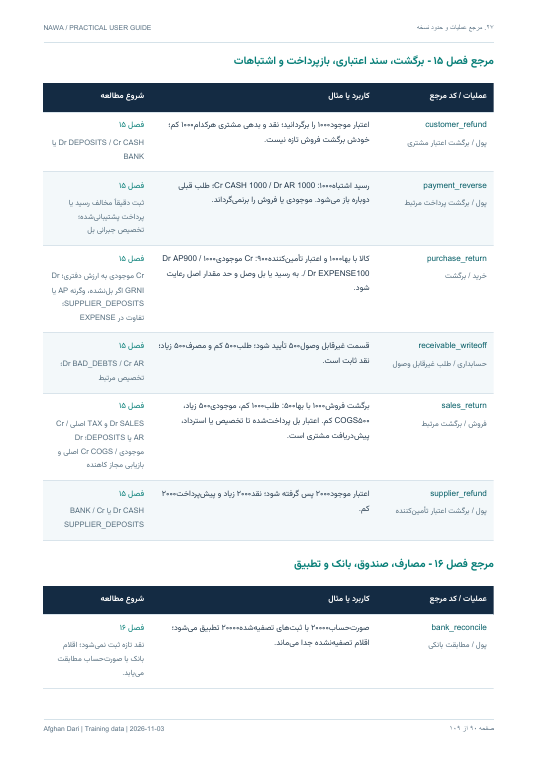 ۲۲. مرجع عملیات و حدود نسخه
NAWA / PRACTICAL USER GUIDE
مرجع فصل ۱۵ - برگشت، سند اعتباری، بازپرداخت و اشتباهات
عملیات / کد مرجع
کاربرد یا مثال
شروع مطالعه
customer_refund
پول / برگشت اعتبار مشتری
اعتبار موجود۱۰۰۰ را برگردانید؛ نقد و بدهی مشتری هرکدام۱۰۰۰ کم؛
خودش برگشت فروش تازه نیست.
فصل ۱۵
Dr DEPOSITS / Cr CASH یا
BANK
payment_reverse
پول / برگشت پرداخت مرتبط
رسید اشتباه۱۰۰۰: Cr CASH 1000 / Dr AR 1000؛ طلب قبلی
دوباره باز می‌شود. موجودی یا فروش را برنمی‌گرداند.
فصل ۱۵
ثبت دقیقاً مخالف رسید یا
پرداخت پشتیبانی‌شده؛
تخصیص جبرانی بل
purchase_return
خرید / برگشت
کالا با بها۱۰۰۰ و اعتبار تأمین‌کننده۹۰۰: Cr موجودی۱۰۰۰ / Dr AP۹۰۰
/ Dr EXPENSE100. به رسید یا بل وصل و حد مقدار اصل رعایت
شود.
فصل ۱۵
Cr موجودی به ارزش دفتری؛ Dr
GRNI اگر بل‌نشده، وگرنه AP یا
SUPPLIER_DEPOSITS؛
تفاوت در EXPENSE
receivable_writeoff
حسابداری / طلب غیرقابل وصول
قسمت غیرقابل وصول۵۰۰ تأیید شود؛ طلب۵۰۰ کم و مصرف۵۰۰ زیاد؛
نقد ثابت است.
فصل ۱۵
Dr BAD_DEBTS / Cr AR؛
تخصیص مرتبط
sales_return
فروش / برگشت مرتبط
برگشت فروش۱۰۰۰ با بها۵۰۰: طلب۱۰۰۰ کم، موجودی۵۰۰ زیاد،
COGS۵۰۰ کم. اعتبار بل پرداخت‌شده تا تخصیص یا استرداد،
پیش‌دریافت مشتری است.
فصل ۱۵
Dr SALES و TAX اصلی / Cr
AR یا DEPOSITS؛ Dr
موجودی / Cr COGS اصلی و
بازیابی مجاز کاهنده
supplier_refund
پول / برگشت اعتبار تأمین‌کننده
اعتبار موجود۲۰۰۰ پس گرفته شود؛ نقد۲۰۰۰ زیاد و پیش‌پرداخت۲۰۰۰
کم.
فصل ۱۵
Dr CASH یا BANK / Cr
SUPPLIER_DEPOSITS
مرجع فصل ۱۶ - مصارف، صندوق، بانک و تطبیق
عملیات / کد مرجع
کاربرد یا مثال
شروع مطالعه
bank_reconcile
پول / مطابقت بانکی
صورت‌حساب۲۰۰۰۰ با ثبت‌های تصفیه‌شده۲۰۰۰۰ تطبیق می‌شود؛
اقلام تصفیه‌نشده جدا می‌ماند.
فصل ۱۶
نقد تازه ثبت نمی‌شود؛ اقلام
بانک با صورت‌حساب مطابقت
می‌یابد.
صفحه ۹۰ از ۱۰۹
Afghan Dari | Training data | 2026-11-03